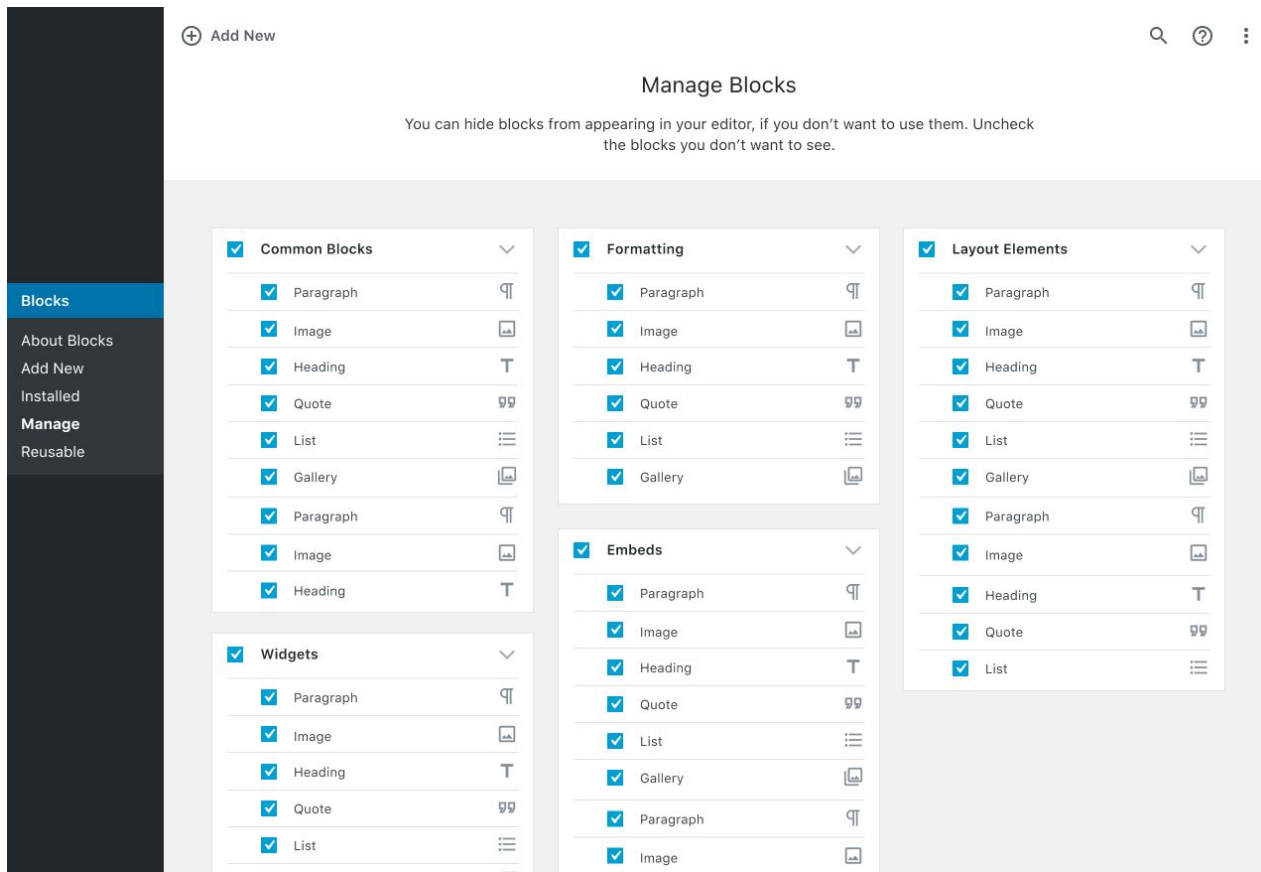 Add New
Manage Blocks
You can hide blocks from appearing in your editor, if you don’t want to use them. Uncheck
the blocks you don’t want to see.
Blocks
About Blocks
Add New
Installed
Manage
Reusable
Common Blocks
Paragraph
Image
Heading
Quote
List
Gallery
Paragraph
Image
Heading
Widgets
Paragraph
Image
Heading
Quote
List
Formatting
Paragraph
Image
Heading
Quote
List
Gallery
Embeds
Paragraph
Image
Heading
Quote
List
Gallery
Paragraph
Image
Layout Elements
Paragraph
Image
Heading
Quote
List
Gallery
Paragraph
Image
Heading
Quote
List